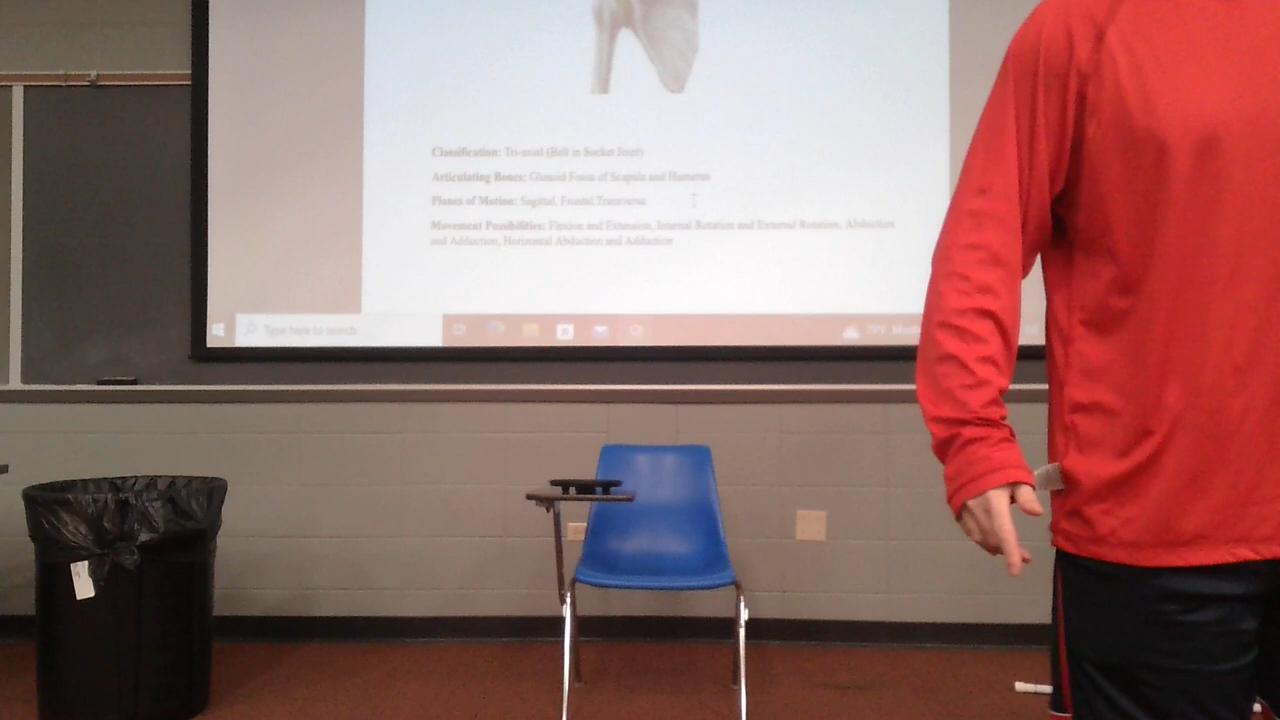 Classification: Tri-axial (Ball in Socket Joint)
Articulating Bones: Glenoid Fossa of Scapula and Humerus
Planes of Motion: Sagittal, Frontal, Transverse
Movement Possibilities: Flexion and Extension, Internal Rotation and External Rotation, Abduction
and Adduction, Horizontal Abduction and Adduction
Type here to search
79°F